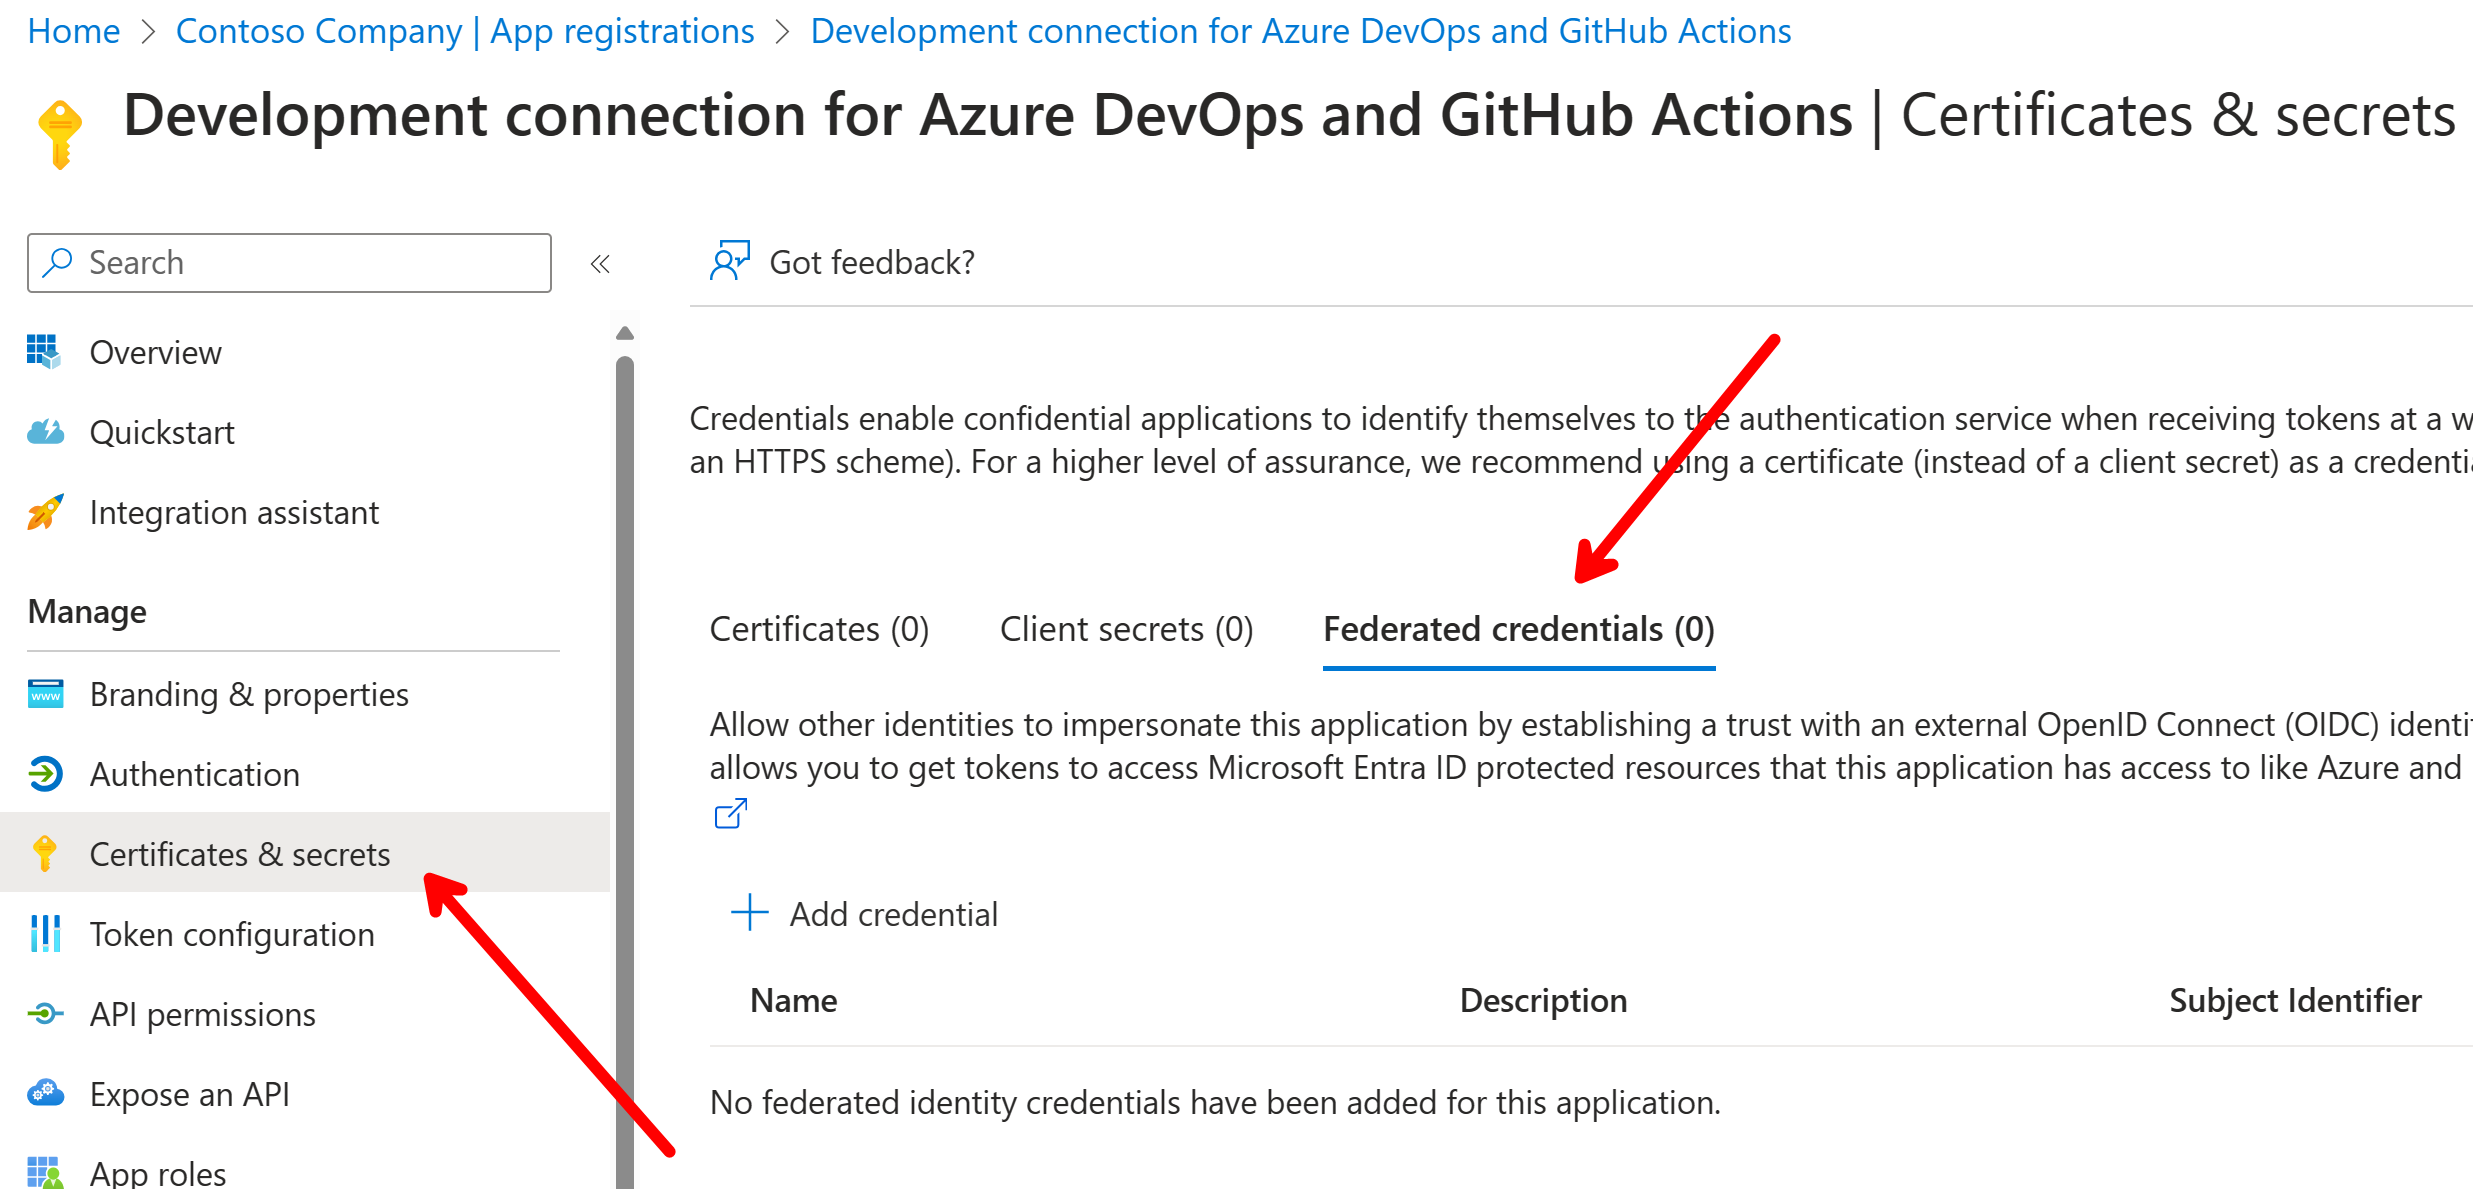 Home > Contoso Company | App registrations > Development connection for Azure DevOps and GitHub Actions
Development connection for Azure DevOps and GitHub Actions | Certificates & secrets
Search
«
Got feedback?
Overview
Quickstart
Integration assistant
Manage
Branding & properties
Authentication
Certificates & secrets
Token configuration
API permissions
Expose an API
App roles
Credentials enable confidential applications to identify themselves to the authentication service when receiving tokens at a w
an HTTPS scheme). For a higher level of assurance, we recommend using a certificate (instead of a client secret) as a credenti
Certificates (0) Client secrets (0) Federated credentials (0)
Allow other identities to impersonate this application by establishing a trust with an external OpenID Connect (OIDC) identi
allows you to get tokens to access Microsoft Entra ID protected resources that this application has access to like Azure and
Add credential
Name Description Subject Identifier
No federated identity credentials have been added for this application.